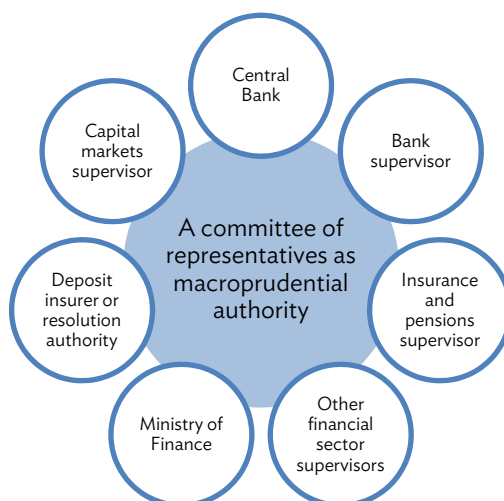 Central
Bank
Capital
markets
supervisor
Bank
supervisor
A committee of
representatives as
macroprudential
authority
Deposit
insurer or
resolution
authority
Insurance
and
pensions
supervisor
Ministry of
Finance
Other
financial
sector
supervisors